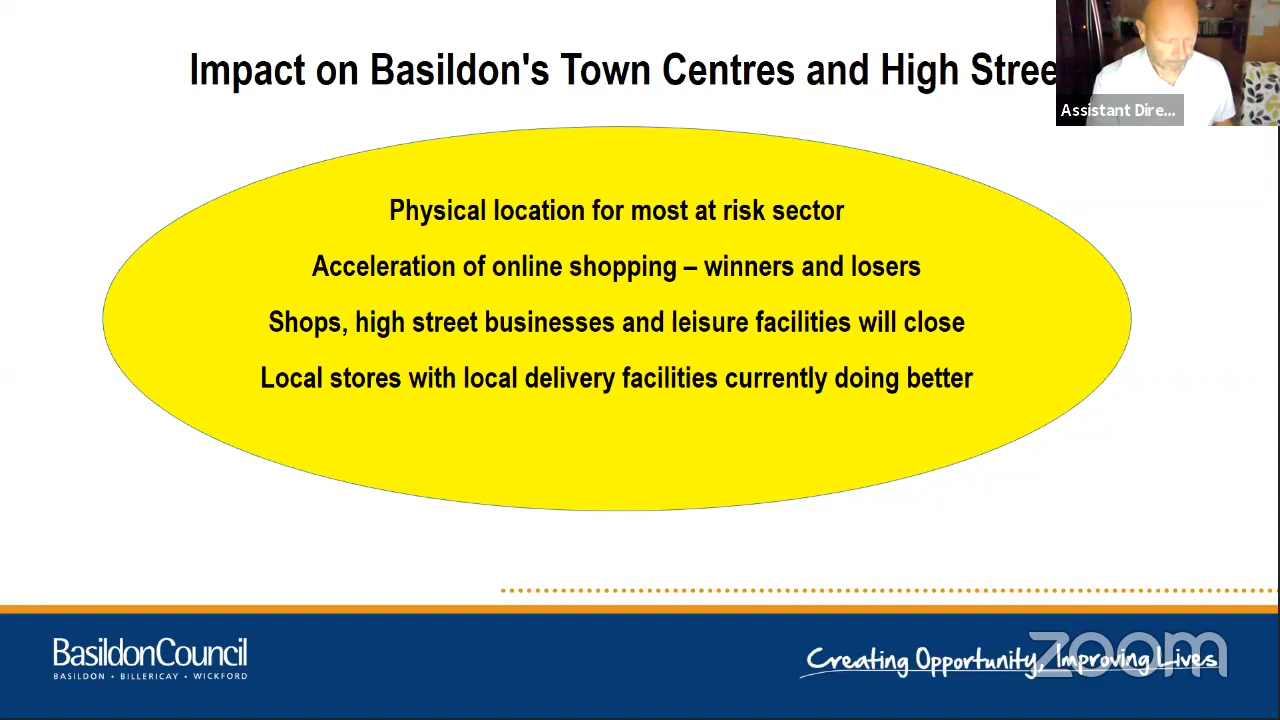 Impact on Basildon's Town Centres and High Stree
Assistant Dire...
Physical location for most at risk sector
Acceleration of online shopping – winners and losers
Shops, high street businesses and leisure facilities will close
Local stores with local delivery facilities currently doing better
BasildonCouncil
BASILDON • BILLERICAY • WICKFORD
Creating Opportunity, Improving Lives
zoom